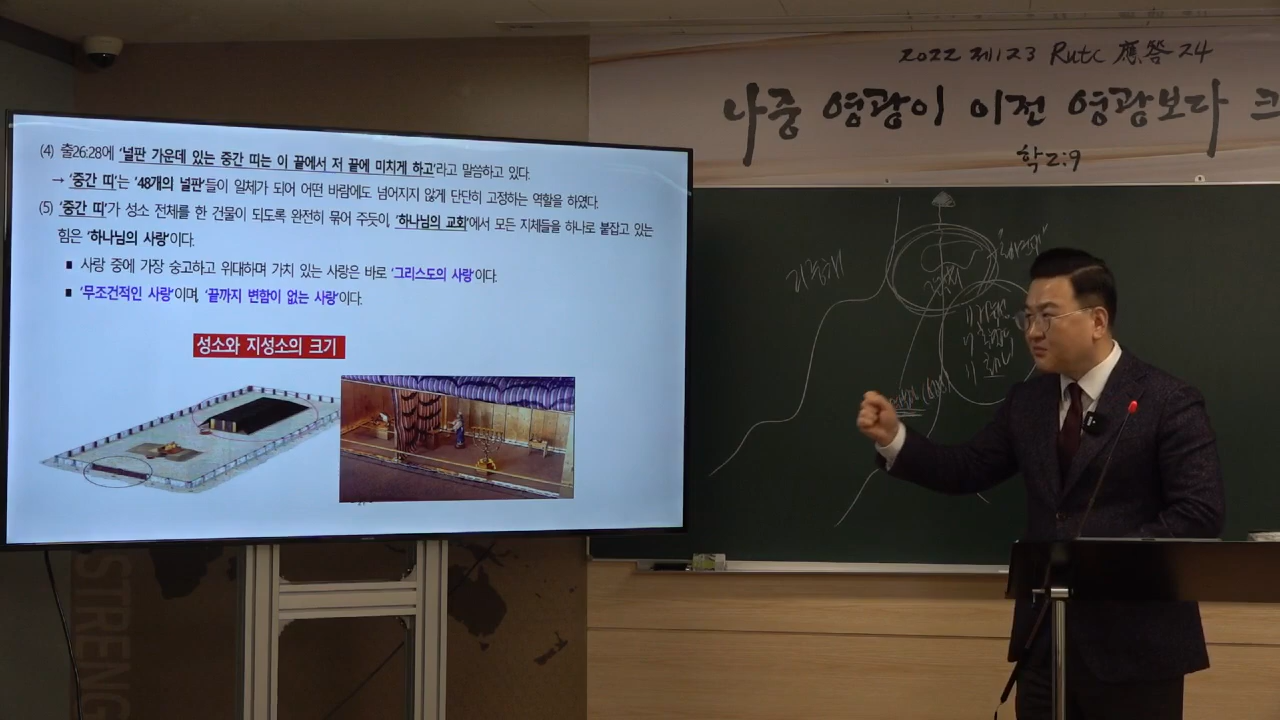 (4) 출26:28에 '널판 가운데 있는 중간 띠는 이 끝에서 저 끝에 미치게 하고'라고 말씀하고 있다.
→ '중간 띠'는 '48개의 널판'들이 일체가 되어 어떤 바람에도 넘어지지 않게 단단히 고정하는 역할을 하였다.
(5) '중간 띠'가 성소 전체를 한 건물이 되도록 완전히 묶어 주듯이, '하나님의 교회'에서 모든 지체들을 하나로 붙잡고 있는
힘은 '하나님의 사랑'이다.
■ 사랑 중에 가장 숭고하고 위대하며 가치 있는 사랑은 바로 '그리스도의 사랑'이다.
■ '무조건적인 사랑'이며, '끝까지 변함이 없는 사랑'이다.
성소와 지성소의 크기
2022 제123 Rutc 應答24
나중 영광이 이전 영광보다 크
학2:9
STRENG